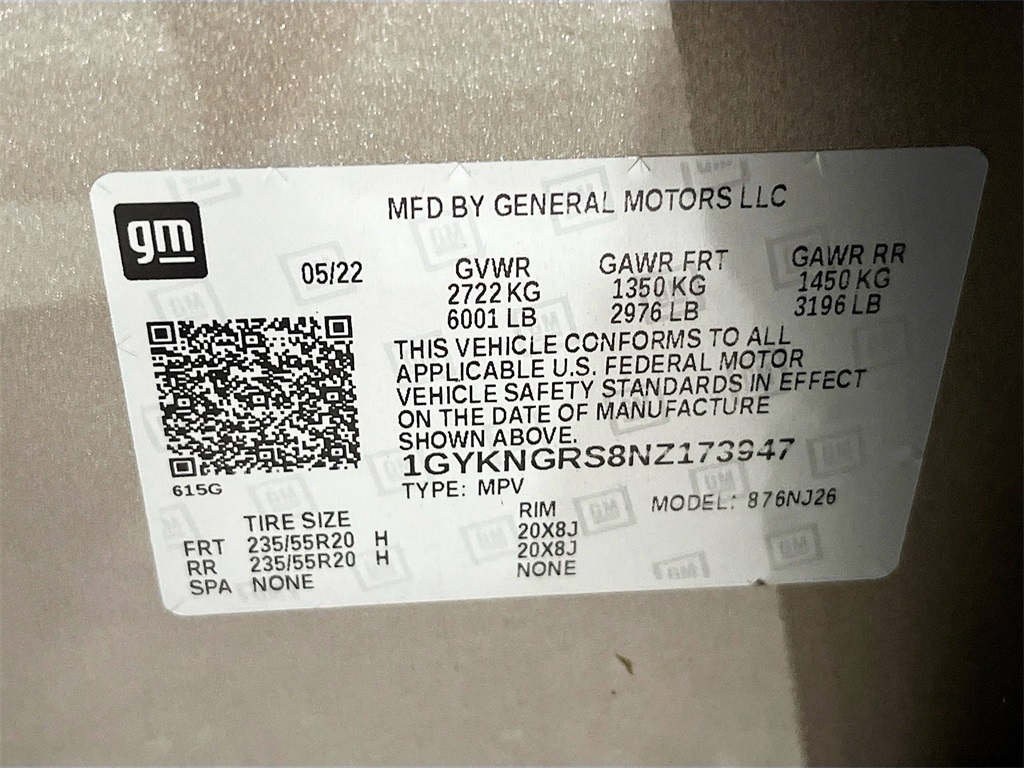 gm
MFD BY GENERAL MOTORS LLC
05/22
GVWR
2722 KG
6001 LB
GAWR FRT
1350 KG
2976 LB
GAWR RR
1450 KG
3196 LB
THIS VEHICLE CONFORMS TO ALL
APPLICABLE U.S. FEDERAL MOTOR
VEHICLE SAFETY STANDARDS IN EFFECT
ON THE DATE OF MANUFACTURE
SHOWN ABOVE.
1GYKNGRS8NZ173947
TYPE: MPV
MODEL: 876NJ26
615G
TIRE SIZE RIM
FRT 235/55R20 H 20X8J
RR 235/55R20 H 20X8J
SPA NONE NONE